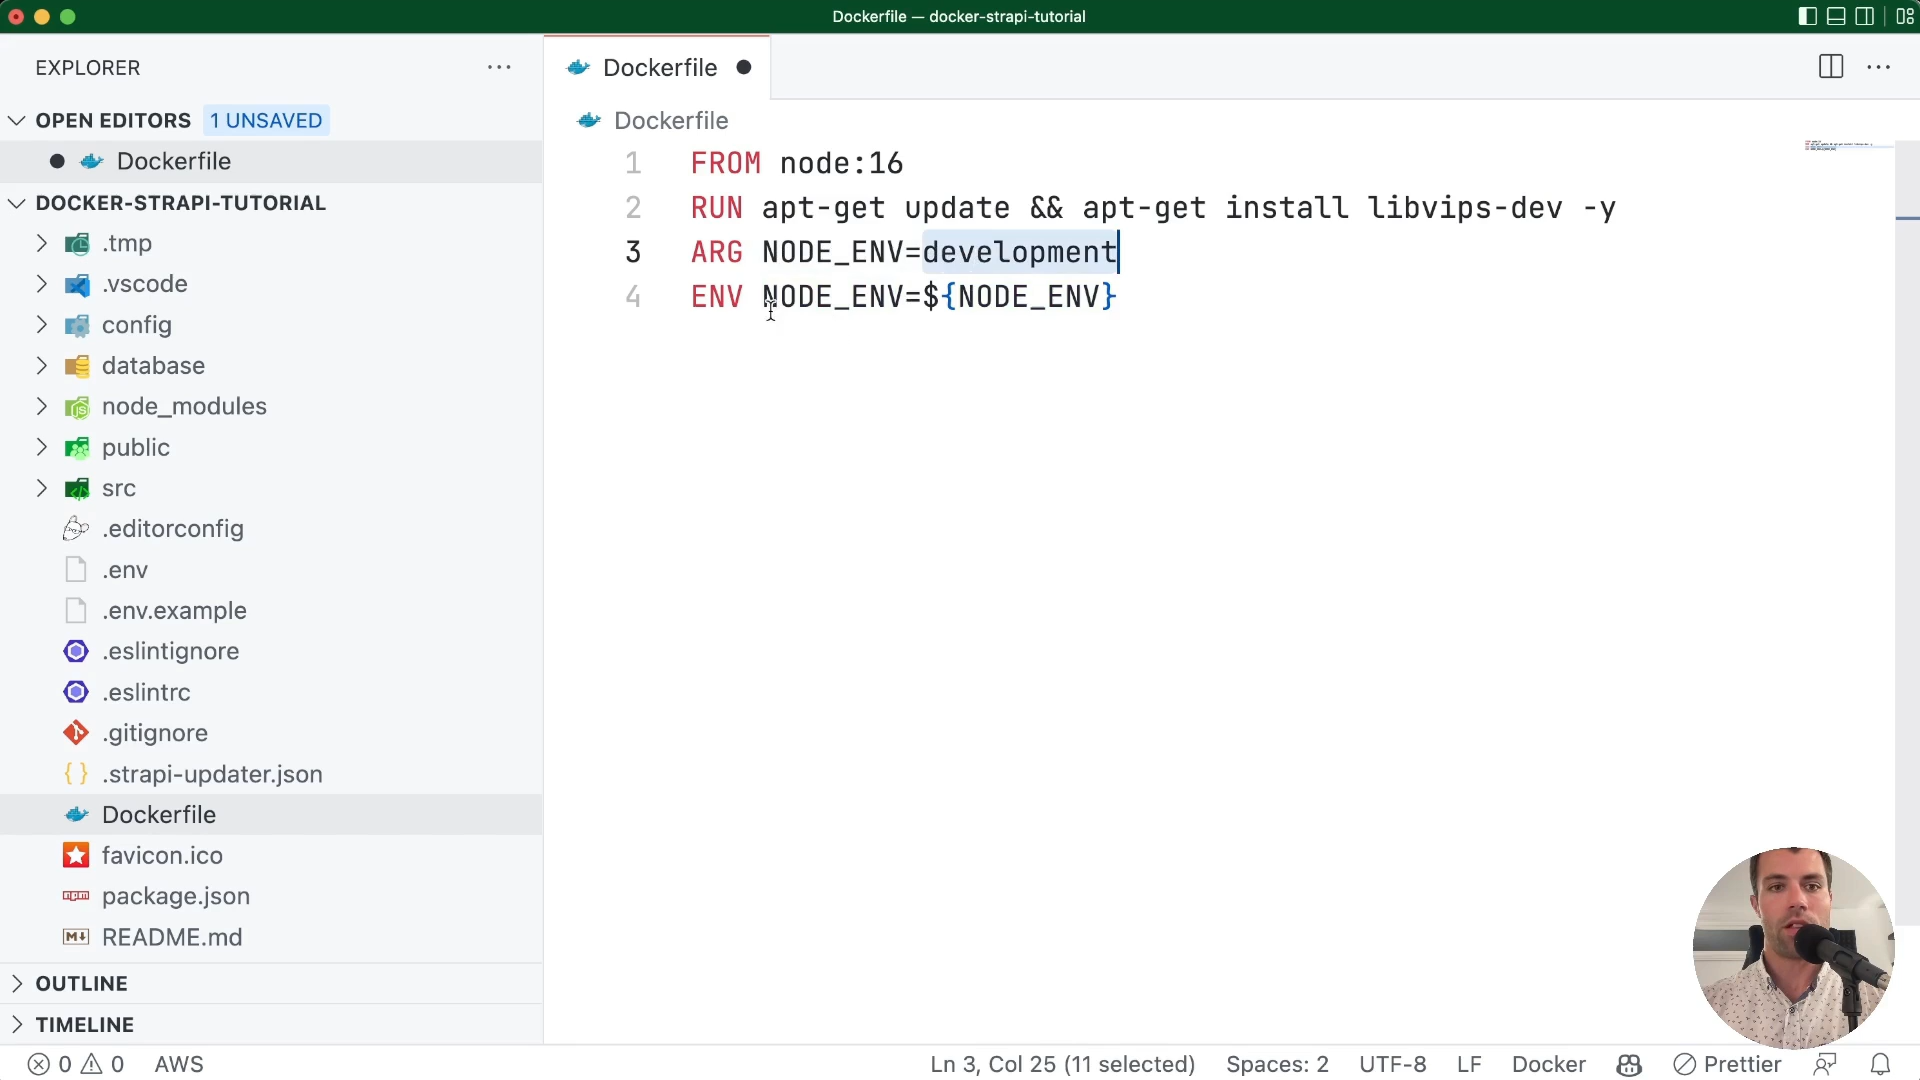 Dockerfile — docker-strapi-tutorial
EXPLORER
OPEN EDITORS
1 UNSAVED
Dockerfile
DOCKER-STRAPI-TUTORIAL
.tmp
.vscode
config
database
node_modules
public
src
.editorconfig
.env
.env.example
.eslintignore
.eslintrc
.gitignore
.strapi-updater.json
Dockerfile
favicon.ico
package.json
README.md
OUTLINE
TIMELINE
Dockerfile
Dockerfile
1 FROM node:16
2 RUN apt-get update && apt-get install libvips-dev -y
3 ARG NODE_ENV=development
4 ENV NODE_ENV=${NODE_ENV}
0 0 AWS
Ln 3, Col 25 (11 selected) Spaces: 2 UTF-8 LF Docker Prettier